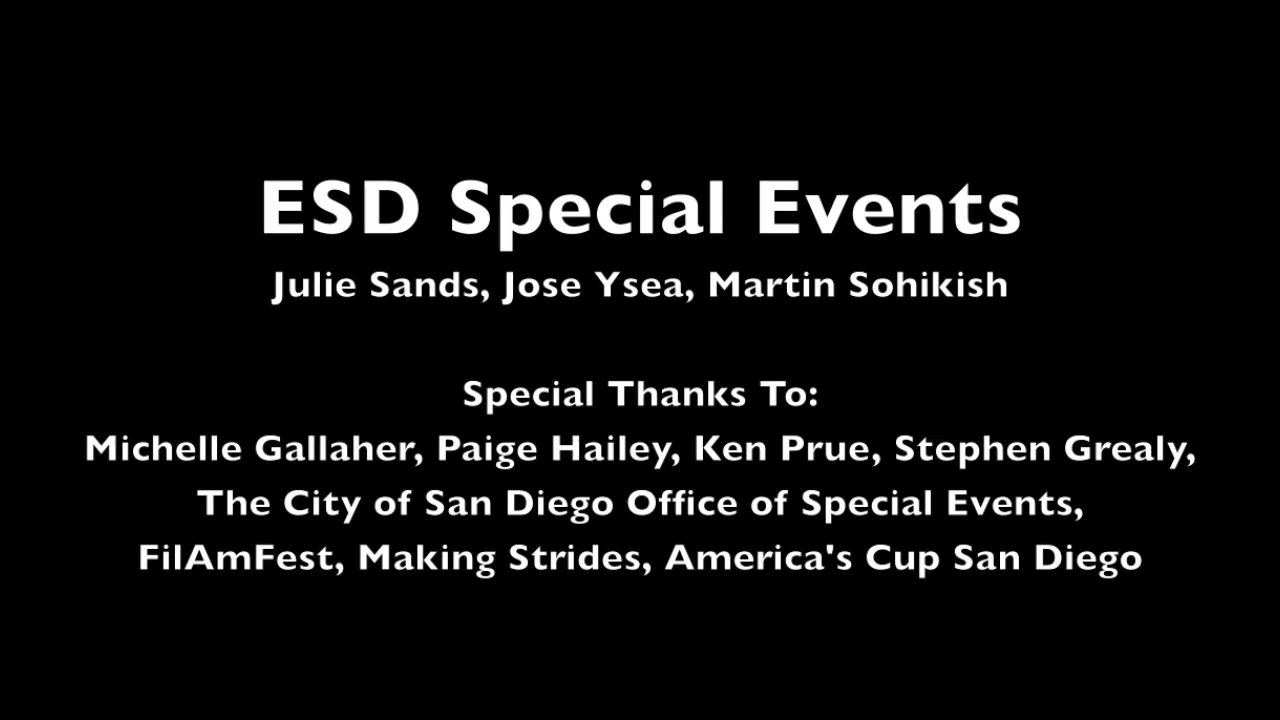 ESD Special Events
Julie Sands, Jose Ysea, Martin Sohikish
Special Thanks To:
Michelle Gallaher, Paige Hailey, Ken Prue, Stephen Grealy,
The City of San Diego Office of Special Events,
FilAmFest, Making Strides, America's Cup San Diego